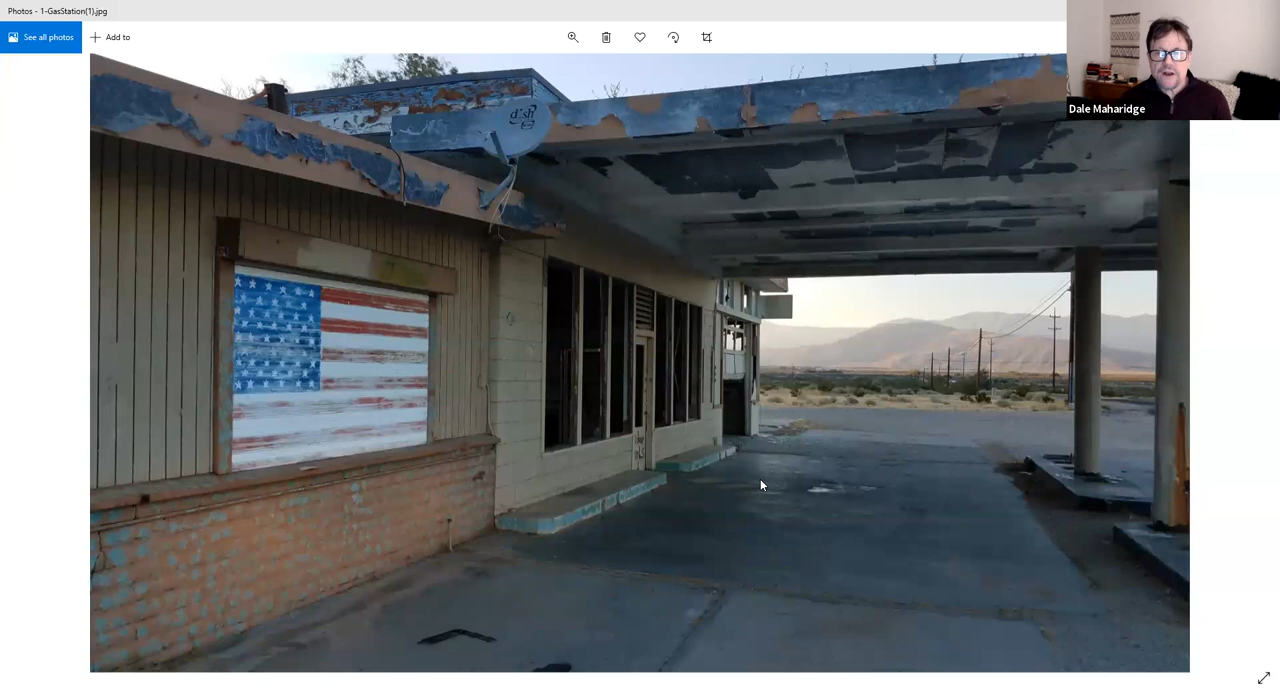 Photos - 1-GasStation(1).jpg
See all photos
Add to
Dale Maharidge
dish